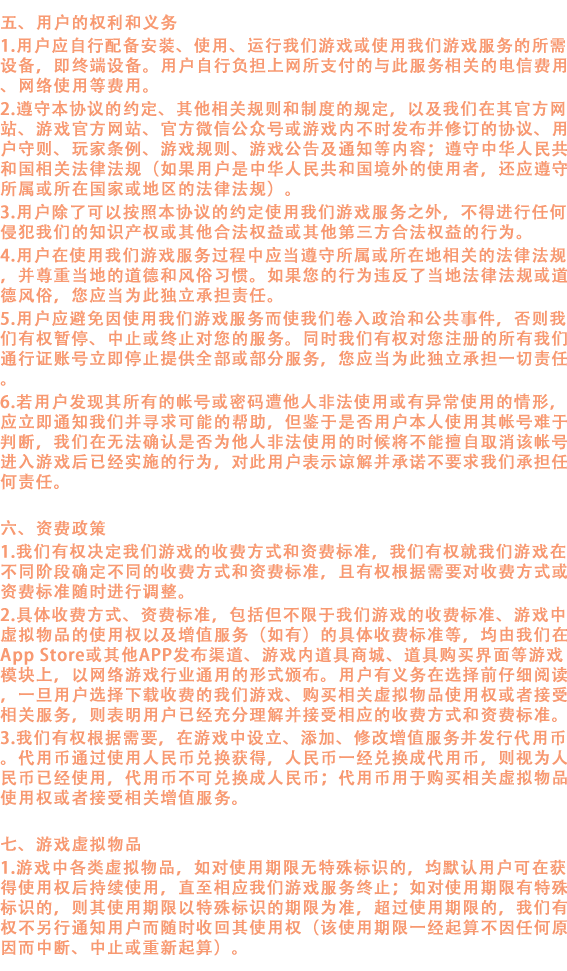 五、用户的权利和义务
1.用户应自行配备安装、使用、运行我们游戏或使用我们游戏服务的所需
设备，即终端设备。用户自行负担上网所支付的与此服务相关的电信费用
、网络使用等费用。
2.遵守本协议的约定、其他相关规则和制度的规定，以及我们在其官方网
站、游戏官方网站、官方微信公众号或游戏内不时发布并修订的协议、用
户守则、玩家条例、游戏规则、游戏公告及通知等内容；遵守中华人民共
和国相关法律法规（如果用户是中华人民共和国境外的使用者，还应遵守
所属或所在国家或地区的法律法规）。
3.用户除了可以按照本协议的约定使用我们游戏服务之外，不得进行任何
侵犯我们的知识产权或其他合法权益或其他第三方合法权益的行为。
4.用户在使用我们游戏服务过程中应当遵守所属或所在地相关的法律法规
，并尊重当地的道德和风俗习惯。如果您的行为违反了当地法律法规或道
德风俗，您应当为此独立承担责任。
5.用户应避免因使用我们游戏服务而使我们卷入政治和公共事件，否则我
们有权暂停、中止或终止对您的服务。同时我们有权对您注册的所有我们
通行证账号立即停止提供全部或部分服务，您应当为此独立承担一切责任
。
6.若用户发现其所有的帐号或密码遭他人非法使用或有异常使用的情形，
应立即通知我们并寻求可能的帮助，但鉴于是否用户本人使用其帐号难于
判断，我们在无法确认是否为他人非法使用的时候将不能擅自取消该帐号
进入游戏后已经实施的行为，对此用户表示谅解并承诺不要求我们承担任
何责任。
六、资费政策
1.我们有权决定我们游戏的收费方式和资费标准，我们有权就我们游戏在
不同阶段确定不同的收费方式和资费标准，且有权根据需要对收费方式或
资费标准随时进行调整。
2.具体收费方式、资费标准，包括但不限于我们游戏的收费标准、游戏中
虚拟物品的使用权以及增值服务（如有）的具体收费标准等，均由我们在
App Store或其他APP发布渠道、游戏内道具商城、道具购买界面等游戏
模块上，以网络游戏行业通用的形式颁布。用户有义务在选择前仔细阅读
，一旦用户选择下载收费的我们游戏、购买相关虚拟物品使用权或者接受
相关服务，则表明用户已经充分理解并接受相应的收费方式和资费标准。
3.我们有权根据需要，在游戏中设立、添加、修改增值服务并发行代用币
。代用币通过使用人民币兑换获得，人民币一经兑换成代用币，则视为人
民币已经使用，代用币不可兑换成人民币；代用币用于购买相关虚拟物品
使用权或者接受相关增值服务。
七、游戏虚拟物品
1.游戏中各类虚拟物品，如对使用期限无特殊标识的，均默认用户可在获
得使用权后持续使用，直至相应我们游戏服务终止；如对使用期限有特殊
标识的，则其使用期限以特殊标识的期限为准，超过使用期限的，我们有
权不另行通知用户而随时收回其使用权（该使用期限一经起算不因任何原
因而中断、中止或重新起算）。